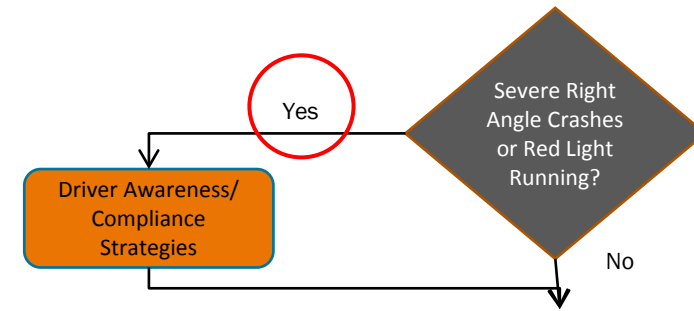 Severe Right
Angle Crashes
or Red Light
Running?
Yes
Driver Awareness/
Compliance
Strategies
No